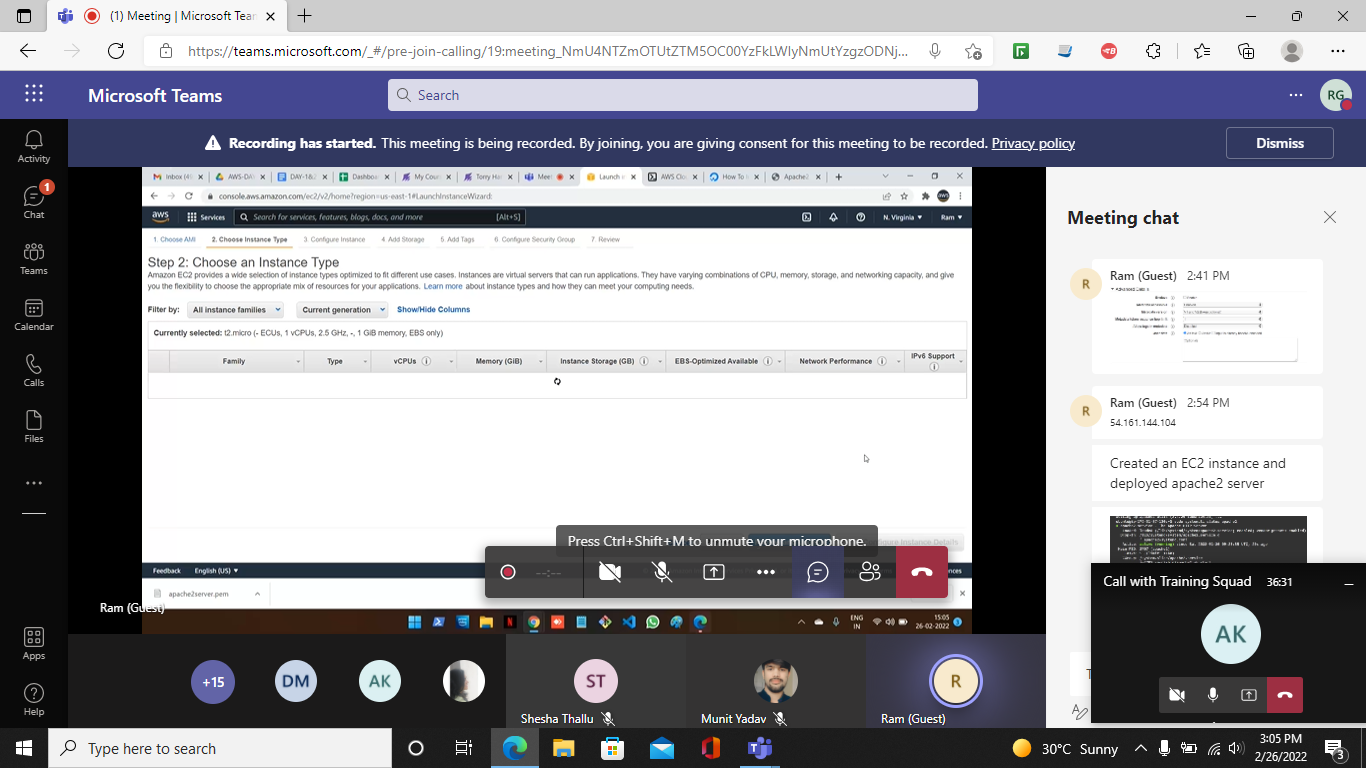 (1) Meeting | Microsoft Tea
https://teams.microsoft.com/_#/pre-join-calling/19:meeting_NmU4NTZmOTUtZTM5OC00YzFkLWIyNmUtYzgzODNj...
Microsoft Teams
Search
RG
Recording has started. This meeting is being recorded. By joining, you are giving consent for this meeting to be recorded. Privacy policy
Dismiss
Activity
Chat
1
Teams
Calendar
Calls
Files
Apps
Help
Inbox (4
AWS-DA
DAY-16
Dashbo
My Cour
Torry Har
Meet
Launch i
AWS Clo
How To
Apache2
console.aws.amazon.com/ec2/v2/home?region=us-east-1#LaunchInstanceWizard:
aws
Services
Search for services, features, blogs, docs, and more
[Alt+S]
N. Virginia
Ram
1. Choose AMI
2. Choose Instance Type
3. Configure Instance
4. Add Storage
5. Add Tags
6. Configure Security Group
7. Review
Step 2: Choose an Instance Type
Amazon EC2 provides a wide selection of instance types optimized to fit different use cases. Instances are virtual servers that can run applications. They have varying combinations of CPU, memory, storage, and networking capacity, and give
you the flexibility to choose the appropriate mix of resources for your applications. Learn more about instance types and how they can meet your computing needs.
Filter by:
All instance families
Current generation
Show/Hide Columns
Currently selected: t2.micro (- ECUs, 1 vCPUs, 2.5 GHz, -, 1 GiB memory, EBS only)
Family
Type
vCPUs
Memory (GiB)
Instance Storage (GB)
EBS-Optimized Available
Network Performance
IPv6 Support
Press Ctrl+Shift+M to unmute your microphone.
Feedback
English (US)
--:--
apache2server.pem
Ram (Guest)
ENG
IN
15:05
26-02-2022
+15
DM
AK
ST
Shesha Thallu
Munit Yadav
R
Ram (Guest)
Meeting chat
R
Ram (Guest) 2:41 PM
Advanced Details
R
Ram (Guest) 2:54 PM
54.161.144.104
Created an EC2 instance and
deployed apache2 server
Call with Training Squad
36:31
AK
Type here to search
30°C Sunny
3:05 PM
2/26/2022
3